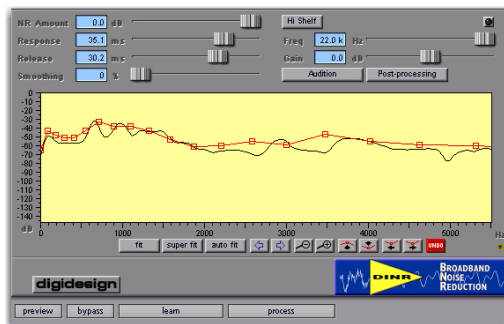 NR Amount 0.0 dB Hi Shelf
Response 35.1 ms Freq 22.0 k Hz
Release 30.2 ms Gain 0.0 dB
Smoothing 0 % Audition Post-processing
0
-10
-20
-30
-40
-50
-60
-70
-80
-90
-100
-110
-120
-130
-140
dB 0 1000 2000 3000 4000 5000 Hz
fit super fit auto fit UNDO
digidesign
DINR
BROADBAND
NOISE
REDUCTION
preview bypass learn process